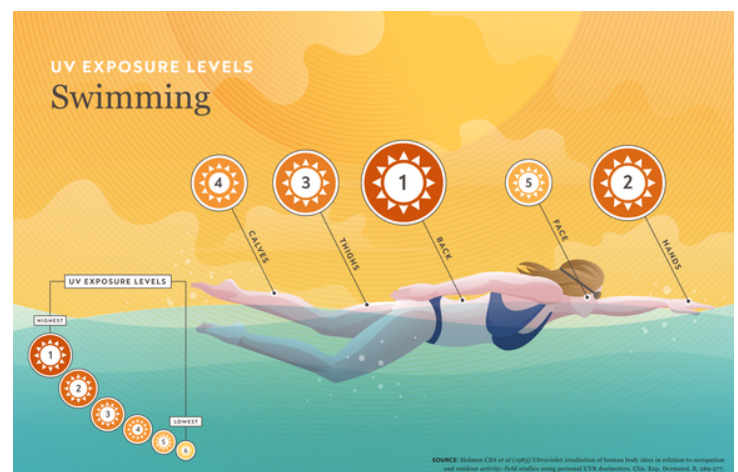 UV EXPOSURE LEVELS
Swimming
4
3
1
5
2
CALVES
THIGHS
BACK
FACE
HANDS
UV EXPOSURE LEVELS
HIGHEST
1
2
3
4
LOWEST
5
6
SOURCE: Holman CDJ et al (1983) Ultraviolet irradiation of human body sites in relation to occupation
and outdoor activity: field studies using personal UVR dosimeters. Clin. Exp. Dermatol. 8, 269-277.